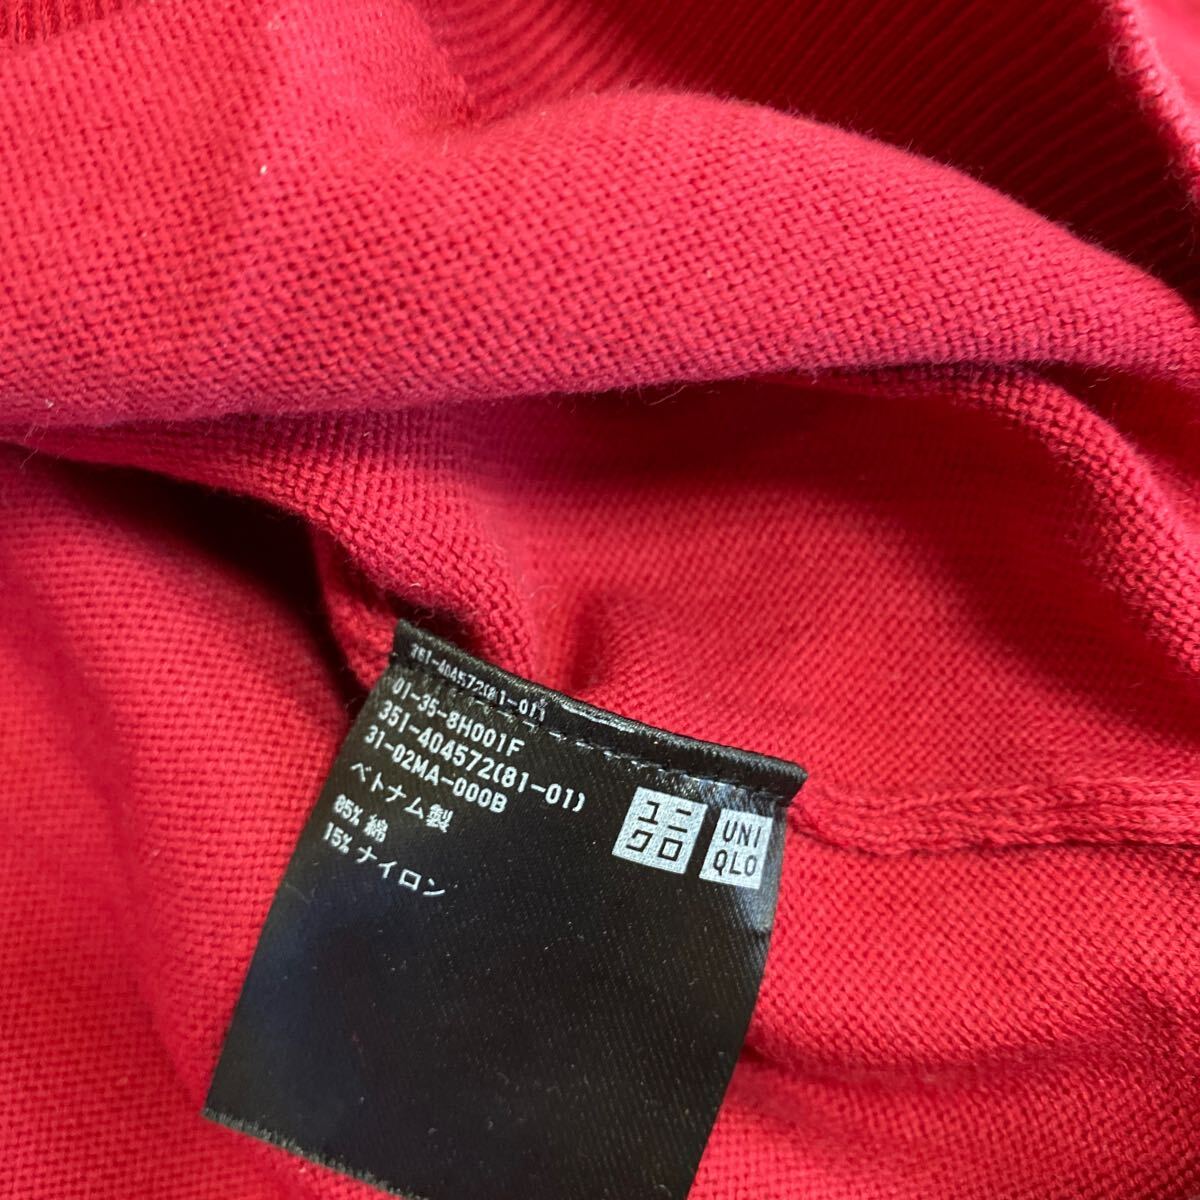 351-404572(81-01)
01-35-8H001F
351-404572(81-01)
31-02MA-000B
ベトナム製
85% 綿
15% ナイロン
ユニ
クロ
UNI
QLO